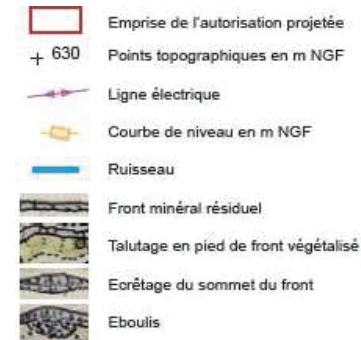 Emprise de l'autorisation projetée
+ 630 Points topographiques en m NGF
Ligne électrique
Courbe de niveau en m NGF
Ruisseau
Front minéral résiduel
Talutage en pied de front végétalisé
Ecrêtage du sommet du front
Eboulis